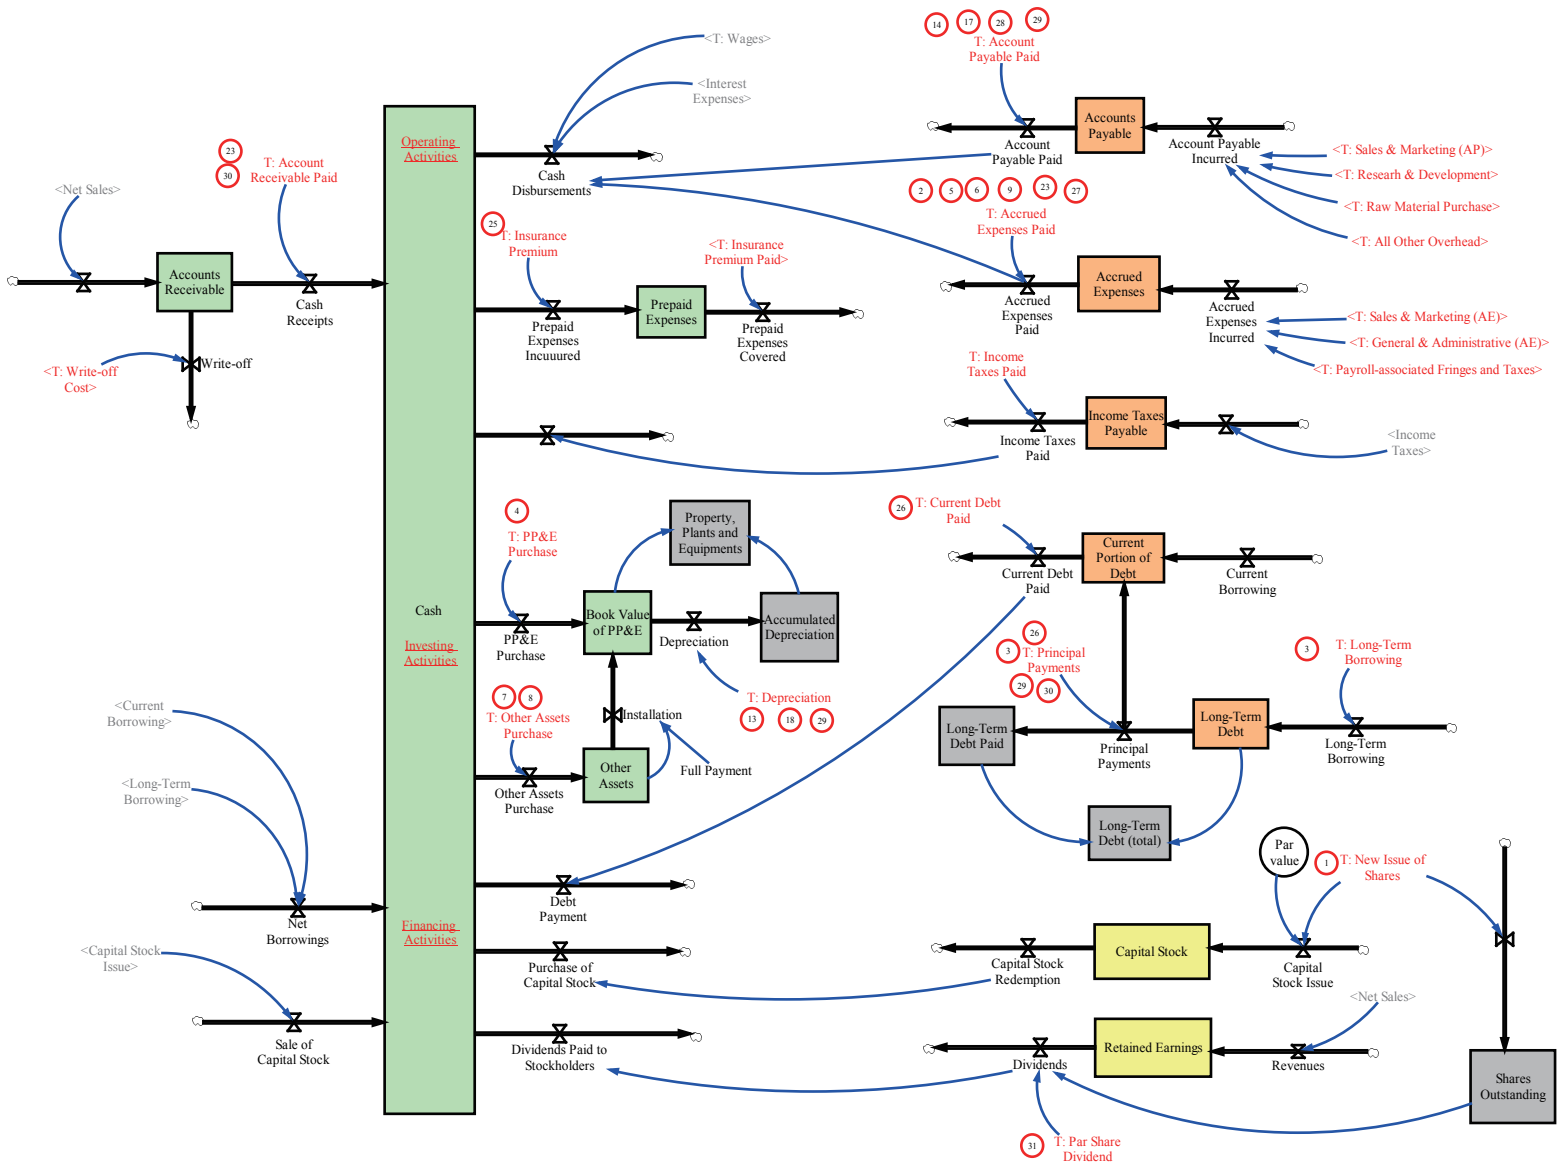 14
17
28
29
T: Account
Payable Paid
<T: Wages>
<Interest
Expenses>
Accounts
Payable
Account
Payable Paid
Account Payable
Incurred
<T: Sales & Marketing (AP)>
<T: Researh & Development>
<T: Raw Material Purchase>
<T: All Other Overhead>
Operating
Activities
Cash
Disbursements
23
30
T: Account
Receivable Paid
<Net Sales>
Accounts
Receivable
Cash
Receipts
Write-off
<T: Write-off
Cost>
25
T: Insurance
Premium
<T: Insurance
Premium Paid>
Prepaid
Expenses
Prepaid
Expenses
Incuuured
Prepaid
Expenses
Covered
2
5
6
9
23
27
T: Accrued
Expenses Paid
Accrued
Expenses
Accrued
Expenses
Paid
Accrued
Expenses
Incurred
<T: Sales & Marketing (AE)>
<T: General & Administrative (AE)>
<T: Payroll-associated Fringes and Taxes>
T: Income
Taxes Paid
Income Taxes
Payable
Income Taxes
Paid
<Income
Taxes>
4
T: PP&E
Purchase
Property,
Plants and
Equipments
Cash
Investing
Activities
PP&E
Purchase
Book Value
of PP&E
Depreciation
Accumulated
Depreciation
T: Depreciation
13
18
29
7
8
T: Other Assets
Purchase
Installation
Full Payment
Other
Assets
Other Assets
Purchase
26
T: Current Debt
Paid
Current
Portion of
Debt
Current Debt
Paid
Current
Borrowing
26
3
T: Principal
Payments
29
30
3
T: Long-Term
Borrowing
Long-Term
Debt Paid
Principal
Payments
Long-Term
Debt
Long-Term
Borrowing
Long-Term
Debt (total)
<Current
Borrowing>
<Long-Term
Borrowing>
Net
Borrowings
<Capital Stock
Issue>
Sale of
Capital Stock
Financing
Activities
Debt
Payment
Purchase of
Capital Stock
Dividends Paid to
Stockholders
Par
value
1
T: New Issue of
Shares
Capital Stock
Capital Stock
Redemption
Capital
Stock Issue
<Net Sales>
Retained Earnings
Dividends
Revenues
Shares
Outstanding
31
T: Par Share
Dividend